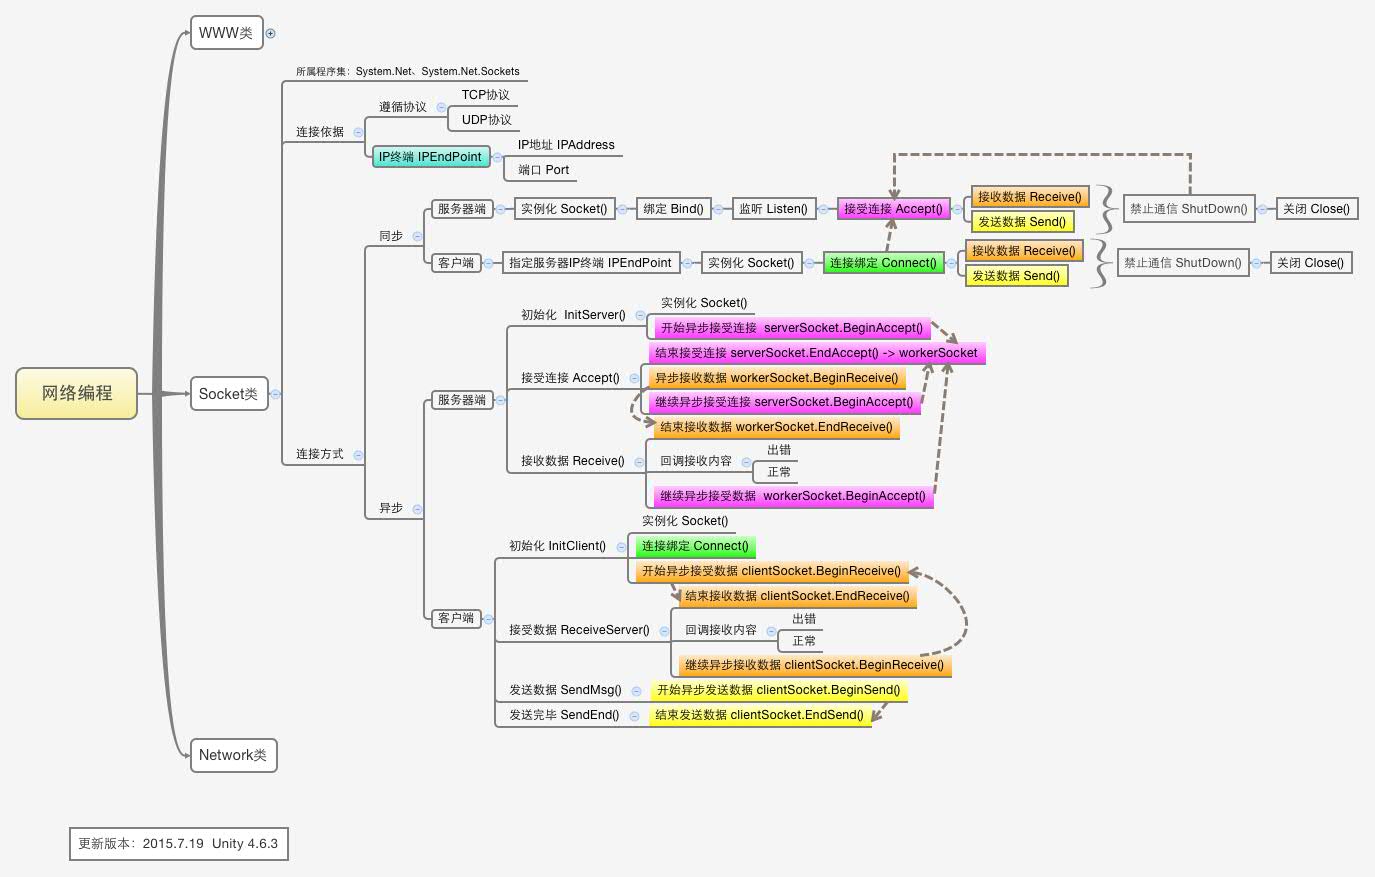 WWW类
所属程序集：System.Net、System.Net.Sockets
连接依据
遵循协议
TCP协议
UDP协议
IP终端 IPEndPoint
IP地址 IPAddress
端口 Port
网络编程
Socket类
连接方式
同步
服务器端
实例化 Socket()
绑定 Bind()
监听 Listen()
接受连接 Accept()
接收数据 Receive()
发送数据 Send()
禁止通信 ShutDown()
关闭 Close()
客户端
指定服务器IP终端 IPEndPoint
实例化 Socket()
连接绑定 Connect()
接收数据 Receive()
发送数据 Send()
禁止通信 ShutDown()
关闭 Close()
异步
服务器端
初始化 InitServer()
实例化 Socket()
开始异步接受连接 serverSocket.BeginAccept()
接受连接 Accept()
结束接受连接 serverSocket.EndAccept() -> workerSocket
异步接收数据 workerSocket.BeginReceive()
继续异步接受连接 serverSocket.BeginAccept()
接收数据 Receive()
结束接收数据 workerSocket.EndReceive()
回调接收内容
出错
正常
继续异步接受数据 workerSocket.BeginAccept()
客户端
初始化 InitClient()
实例化 Socket()
连接绑定 Connect()
开始异步接受数据 clientSocket.BeginReceive()
接受数据 ReceiveServer()
结束接收数据 clientSocket.EndReceive()
回调接收内容
出错
正常
继续异步接收数据 clientSocket.BeginReceive()
发送数据 SendMsg()
开始异步发送数据 clientSocket.BeginSend()
发送完毕 SendEnd()
结束发送数据 clientSocket.EndSend()
Network类
更新版本：2015.7.19 Unity 4.6.3